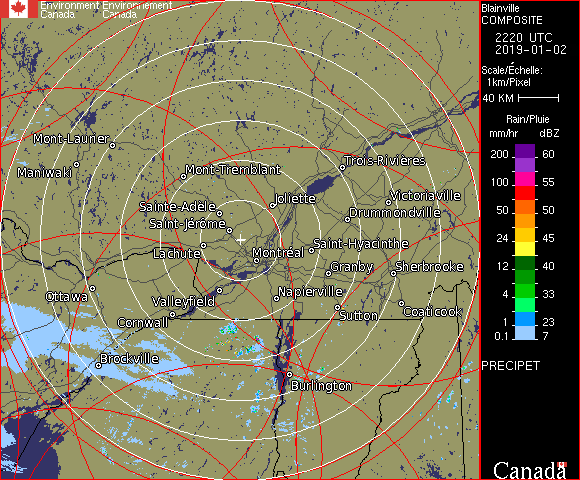 Environment Environnement
Canada Canada
Blainville
COMPOSITE
2220 UTC
2019-01-02
Scale/Échelle:
1km/Pixel
40 KM
Rain/Pluie
mm/hr dBZ
200 60
100 55
50 50
24 45
12 40
4 33
1 23
0.1 7
PRECIPET
Canada
Mont-Laurier
Maniwaki
Mont-Tremblant
Trois-Rivières
Sainte-Adèle
Joliette
Victoriaville
Saint-Jérôme
Drummondville
Lachute
Montréal
Saint-Hyacinthe
Granby
Sherbrooke
Ottawa
Valleyfield
Napierville
Cornwall
Sutton
Coaticook
Brockville
Burlington